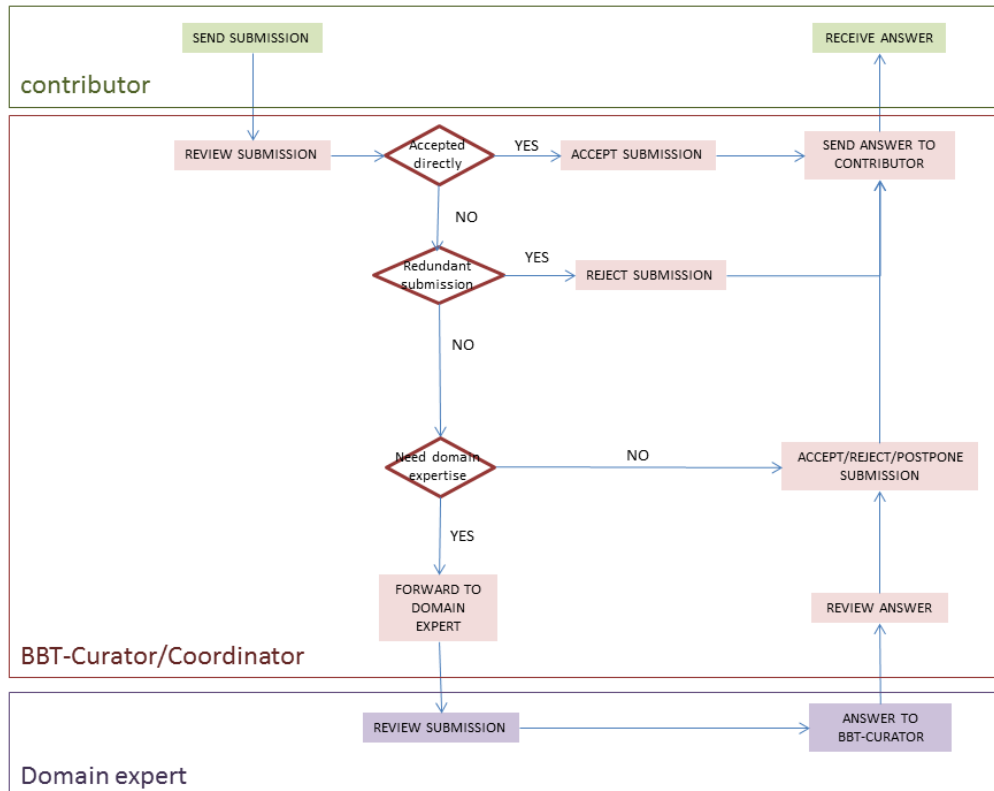 SEND SUBMISSION
RECEIVE ANSWER
contributor
REVIEW SUBMISSION
Accepted
directly
YES
ACCEPT SUBMISSION
SEND ANSWER TO
CONTRIBUTOR
NO
Redundant
submission
YES
REJECT SUBMISSION
NO
Need domain
expertise
NO
ACCEPT/REJECT/POSTPONE
SUBMISSION
YES
FORWARD TO
DOMAIN
EXPERT
REVIEW ANSWER
BBT-Curator/Coordinator
REVIEW SUBMISSION
ANSWER TO
BBT-CURATOR
Domain expert